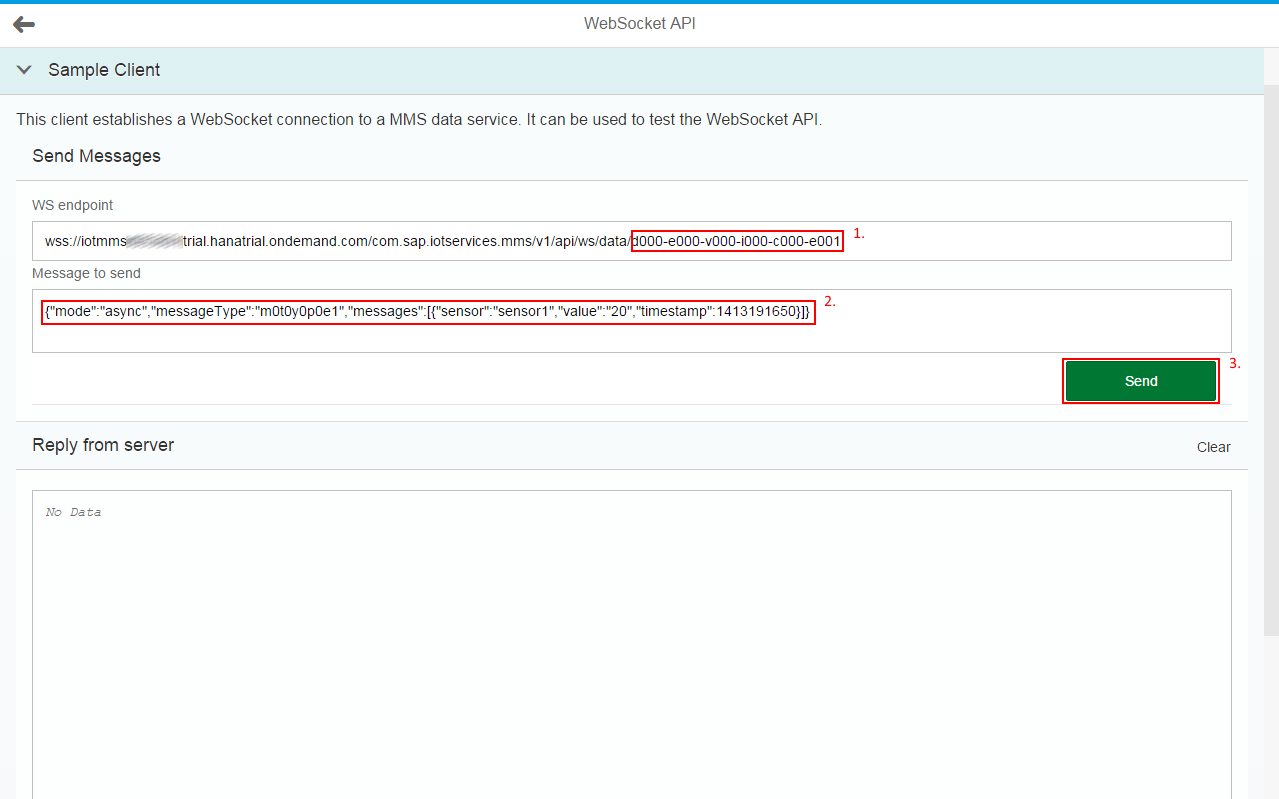 WebSocket API
Sample Client
This client establishes a WebSocket connection to a MMS data service. It can be used to test the WebSocket API.
Send Messages
WS endpoint
wss://iotmms trial.hanatrial.ondemand.com/com.sap.iotservices.mms/v1/api/ws/data/d000-e000-v000-i000-c000-e001 1.
Message to send
{"mode":"async","messageType":"m0t0y0p0e1","messages":[{"sensor":"sensor1","value":"20","timestamp":1413191650}]} 2.
Send 3.
Reply from server Clear
No Data